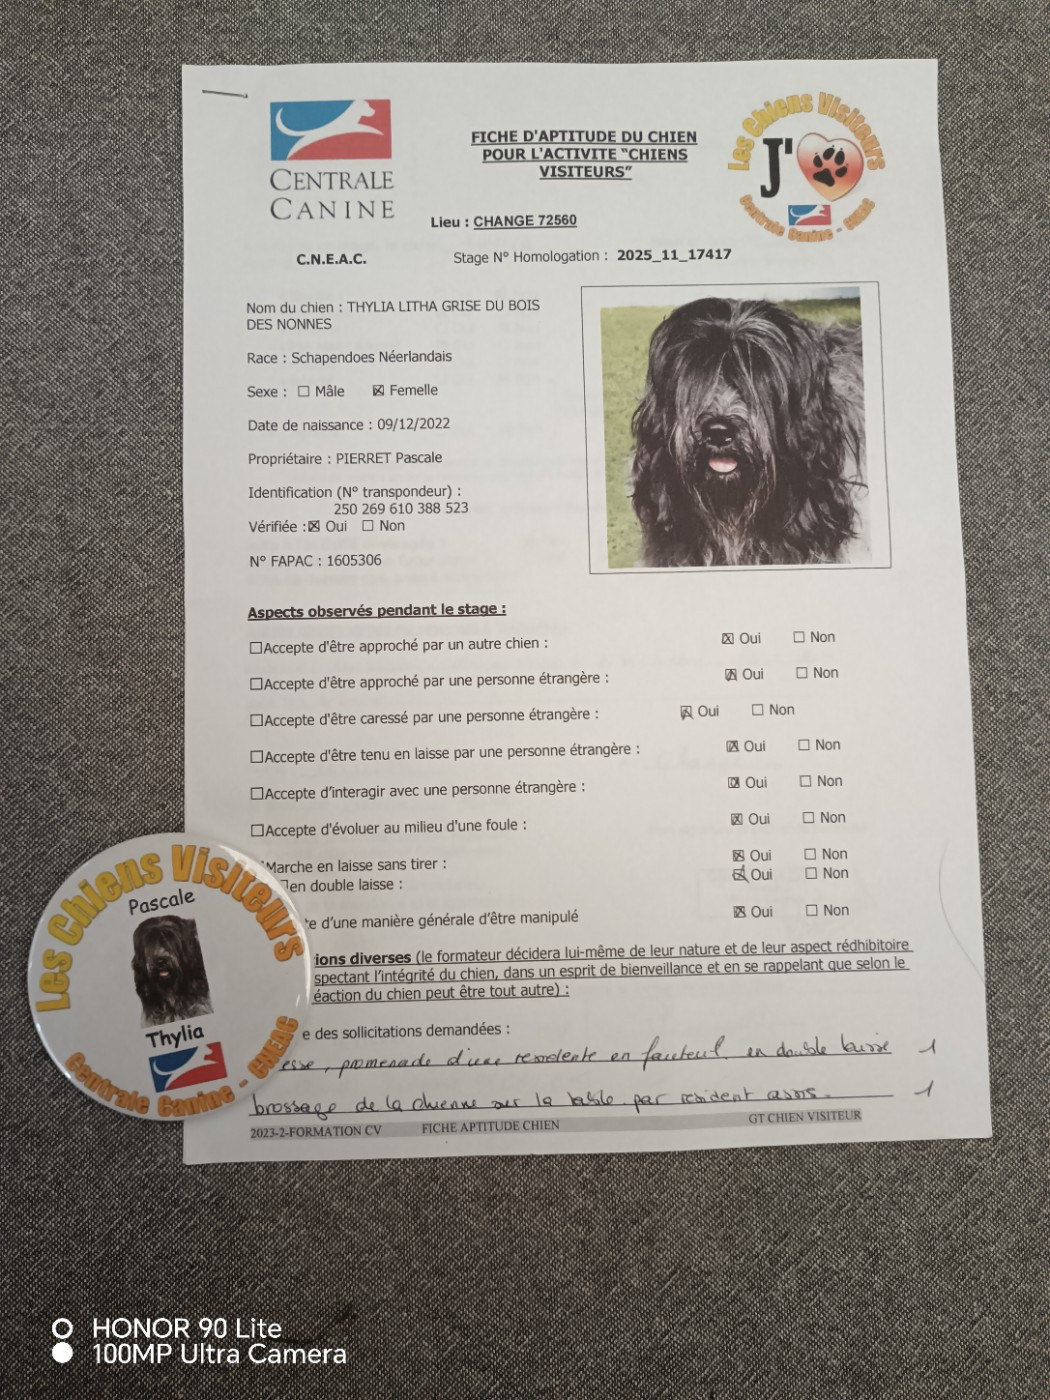 CENTRALE
CANINE
FICHE D'APTITUDE DU CHIEN
POUR L'ACTIVITE "CHIENS
VISITEURS"
Les Chiens Visiteurs
J'
Centrale Canine - CNEAC
Lieu : CHANGE 72560
C.N.E.A.C.
Stage N° Homologation : 2025_11_17417
Nom du chien : THYLIA LITHA GRISE DU BOIS
DES NONNES
Race : Schapendoes Néerlandais
Sexe : ☐ Mâle ☒ Femelle
Date de naissance : 09/12/2022
Propriétaire : PIERRET Pascale
Identification (N° transpondeur) :
250 269 610 388 523
Vérifiée :☒ Oui ☐ Non
N° FAPAC : 1605306
Aspects observés pendant le stage :
☐Accepte d'être approché par un autre chien : ☒ Oui ☐ Non
☐Accepte d'être approché par une personne étrangère : ☒ Oui ☐ Non
☐Accepte d'être caressé par une personne étrangère : ☒ Oui ☐ Non
☐Accepte d'être tenu en laisse par une personne étrangère : ☒ Oui ☐ Non
☐Accepte d'interagir avec une personne étrangère : ☒ Oui ☐ Non
☐Accepte d'évoluer au milieu d'une foule : ☒ Oui ☐ Non
Marche en laisse sans tirer : ☒ Oui ☐ Non
en double laisse : ☒ Oui ☐ Non
te d'une manière générale d'être manipulé ☒ Oui ☐ Non
ions diverses (le formateur décidera lui-même de leur nature et de leur aspect rédhibitoire
spectant l'intégrité du chien, dans un esprit de bienveillance et en se rappelant que selon le
éaction du chien peut être tout autre) :
e des sollicitations demandées :
esse, promenade d'une residente en fauteuil, en double laisse 1
brossage de la chienne sur la table par resident assis. 1
2023-2-FORMATION CV FICHE APTITUDE CHIEN GT CHIEN VISITEUR
Les Chiens Visiteurs
Pascale
Thylia
Centrale Canine - CNEAC
HONOR 90 Lite
100MP Ultra Camera